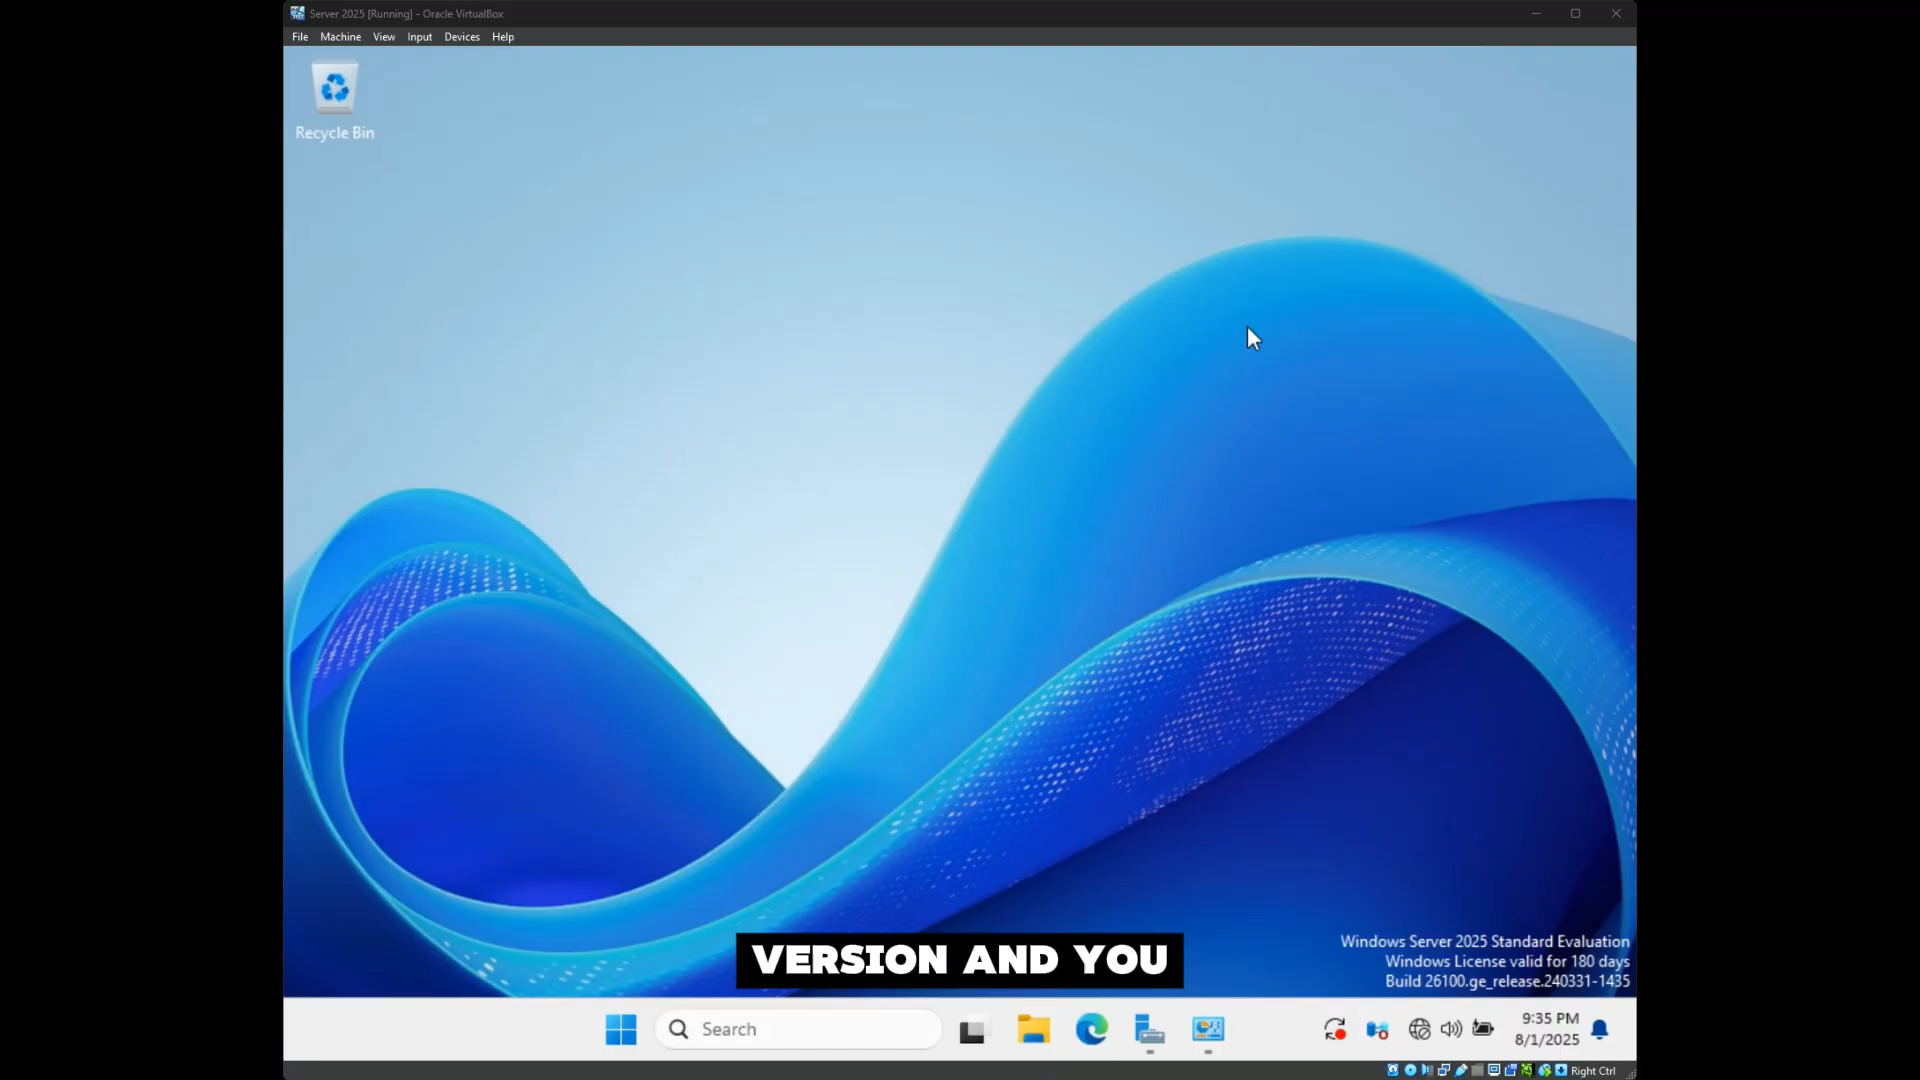 Server 2025 [Running] - Oracle VirtualBox
File Machine View Input Devices Help
Recycle Bin
VERSION AND YOU
Windows Server 2025 Standard Evaluation
Windows License valid for 180 days
Build 26100.ge_release.240331-1435
Search
9:35 PM
8/1/2025
Right Ctrl